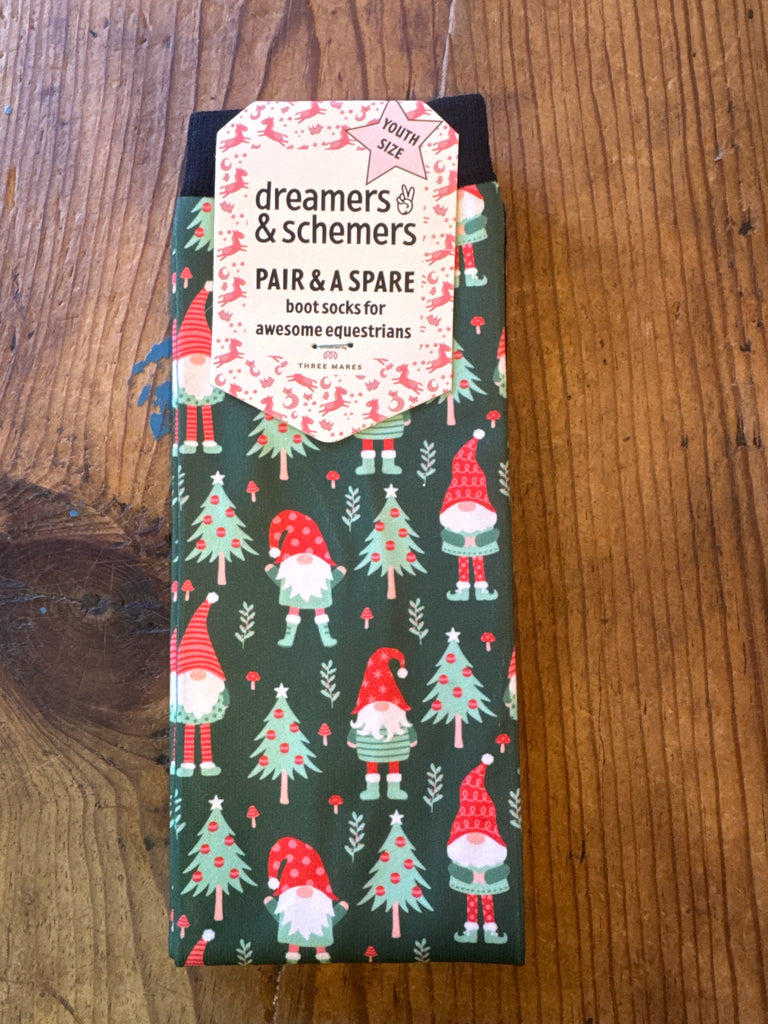 YOUTH
SIZE
dreamers
& schemers
PAIR & A SPARE
boot socks for
awesome equestrians
THREE MARES